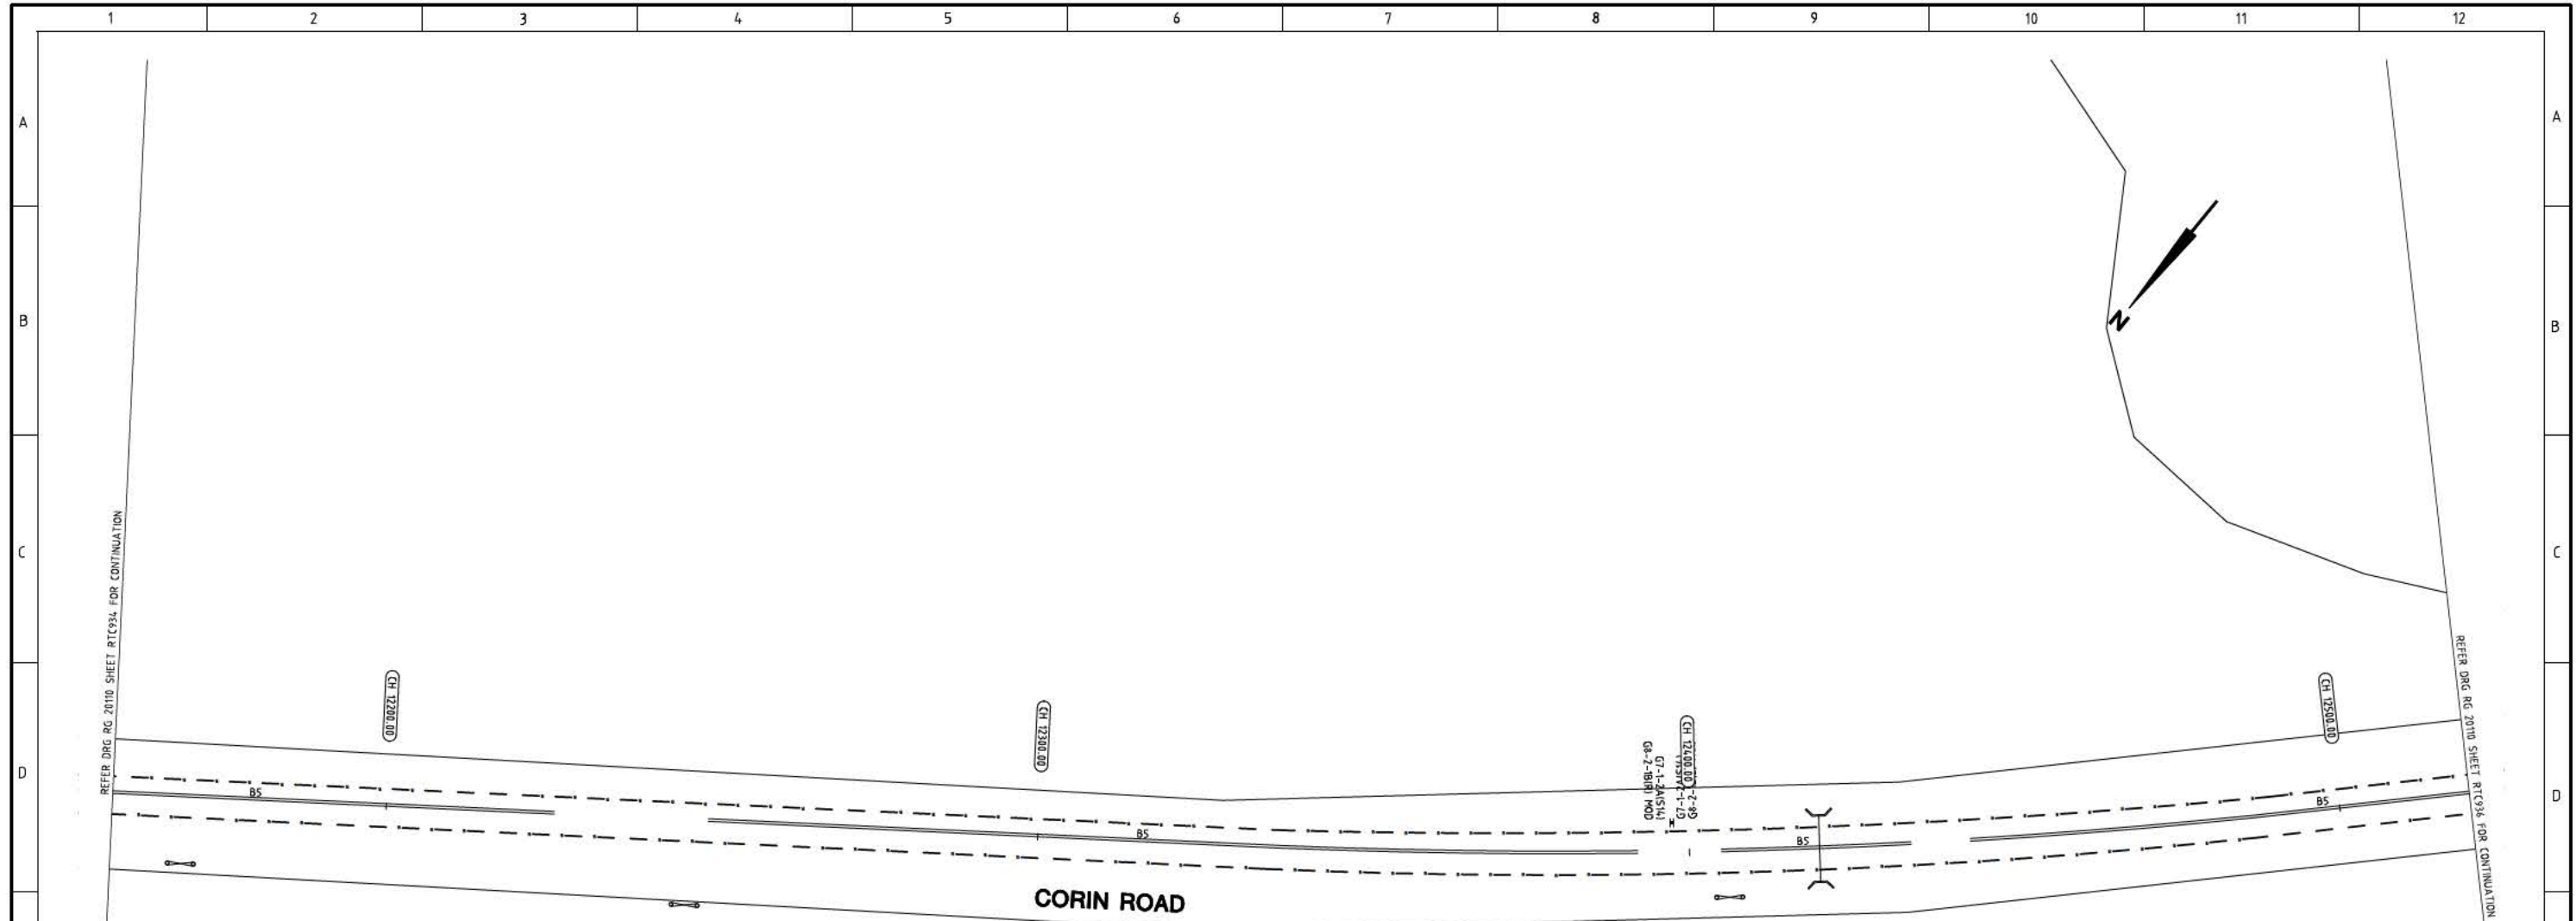 1 2 3 4 5 6 7 8 9 10 11 12
A A
B B
C C
D D
N
REFER DRG RG 20110 SHEET RTC934 FOR CONTINUATION
REFER DRG RG 20110 SHEET RTC936 FOR CONTINUATION
CH 12200.00
CH 12300.00
CH 12400.00
CH 12500.00
G7-1-2A(S14)
G8-2-1B(R) MOD
B5
B5
B5
B5
CORIN ROAD